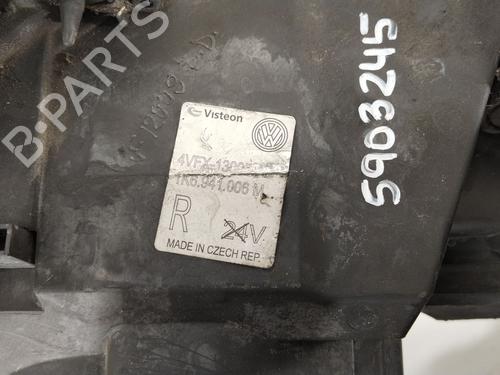 B-PARTS
5903245
Visteon
1K6.941.006 M
R 24V
MADE IN CZECH REP.